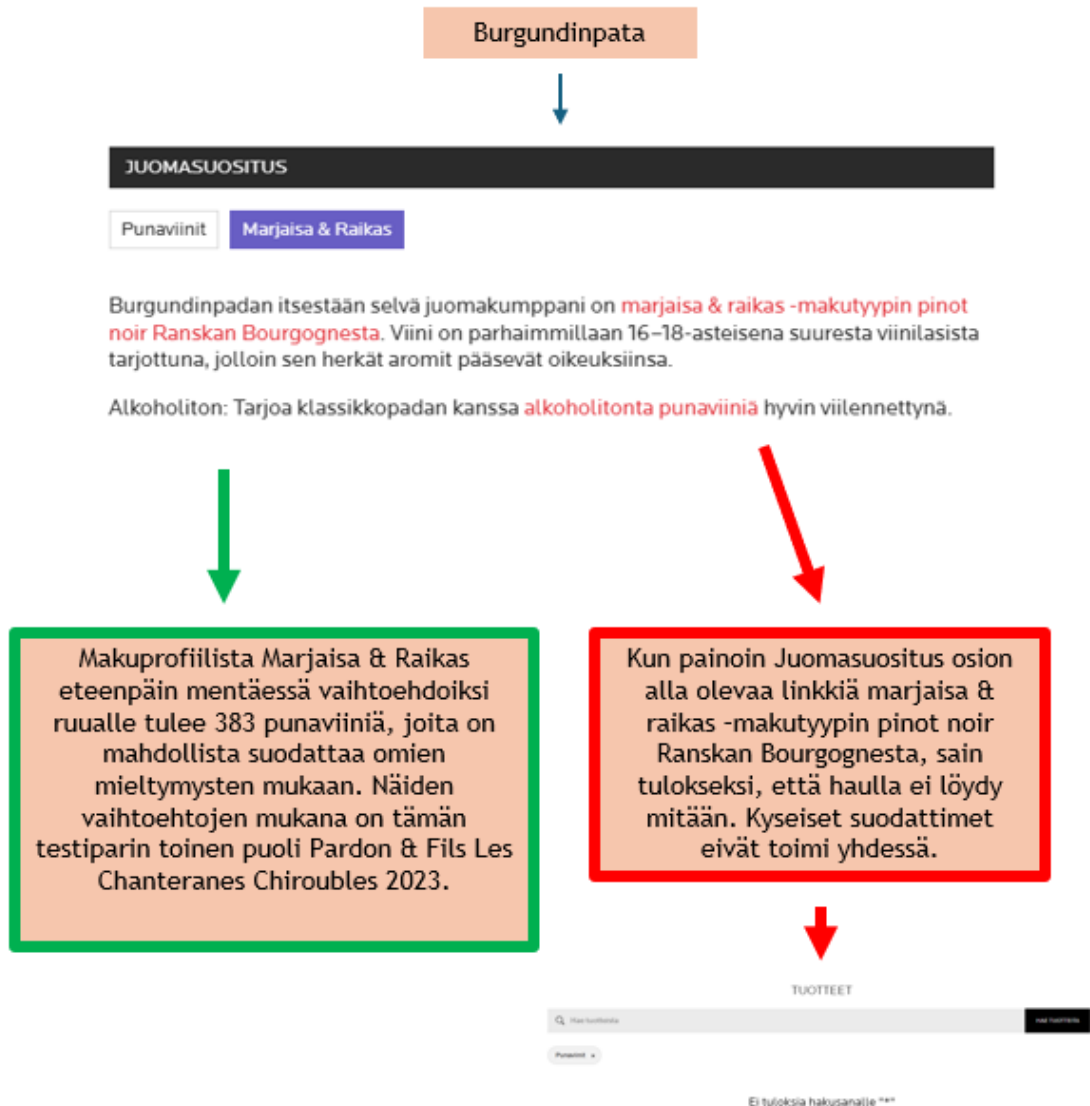 Burgundinpata
JUOMASUOSITUS
Punaviinit
Marjaisa & Raikas
Burgundinpadan itsestään selvä juomakumppani on marjaisa & raikas -makutyypin pinot
noir Ranskan Bourgognesta. Viini on parhaimmillaan 16–18-asteisena suuresta viinilasista
tarjottuna, jolloin sen herkät aromit pääsevät oikeuksiinsa.
Alkoholiton: Tarjoa klassikkopadan kanssa alkoholitonta punaviiniä hyvin viilennettynä.
Makuprofiilista Marjaisa & Raikas
eteenpäin mentäessä vaihtoehdoiksi
ruualle tulee 383 punaviiniä, joita on
mahdollista suodattaa omien
mieltymysten mukaan. Näiden
vaihtoehtojen mukana on tämän
testiparin toinen puoli Pardon & Fils Les
Chanteranes Chiroubles 2023.
Kun painoin Juomasuositus osion
alla olevaa linkkiä marjaisa &
raikas -makutyypin pinot noir
Ranskan Bourgognesta, sain
tulokseksi, että haulla ei löydy
mitään. Kyseiset suodattimet
eivät toimi yhdessä.
TUOTTEET
Hae tuotteista
HAE TUOTTEISTA
Punaviinit ×
Ei tuloksia hakusanalle "*"